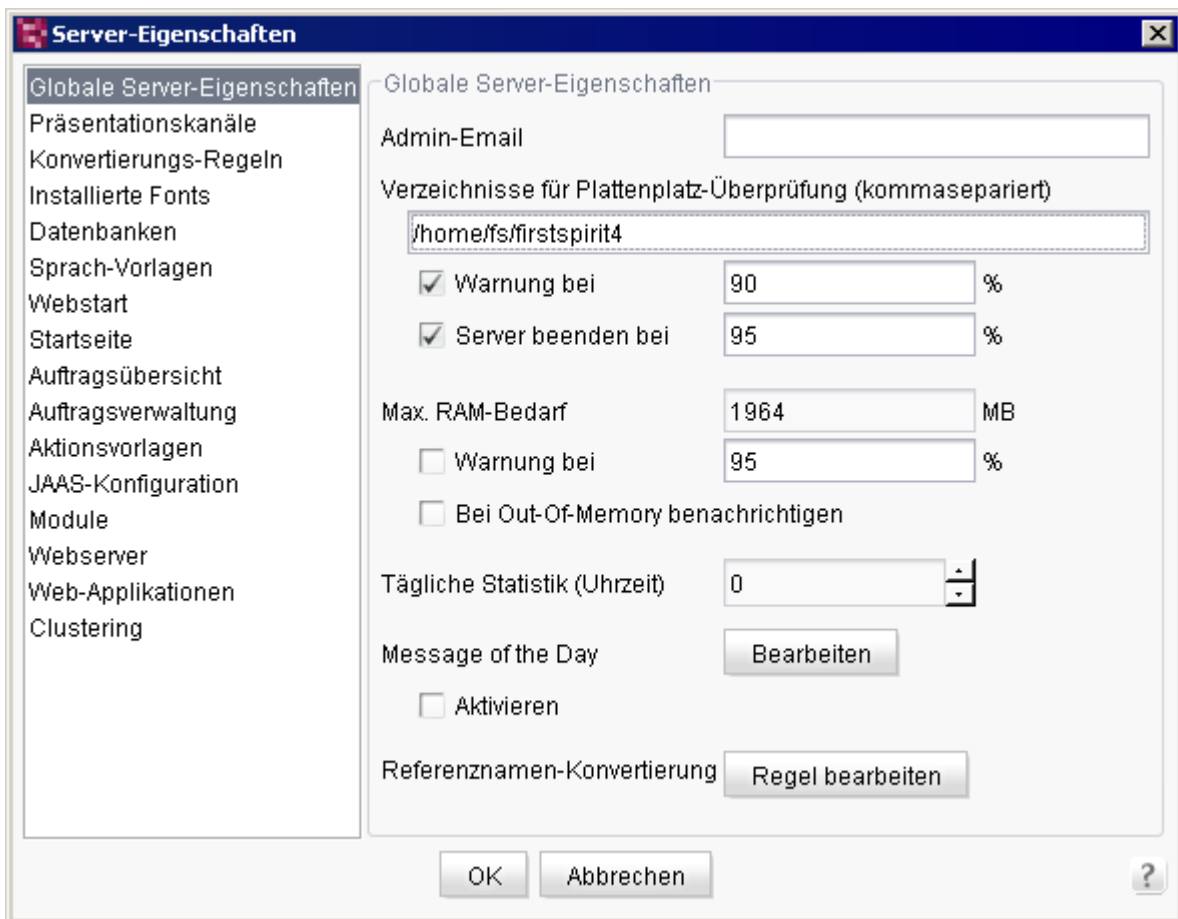 Server-Eigenschaften
Globale Server-Eigenschaften
Präsentationskanäle
Konvertierungs-Regeln
Installierte Fonts
Datenbanken
Sprach-Vorlagen
Webstart
Startseite
Auftragsübersicht
Auftragsverwaltung
Aktionsvorlagen
JAAS-Konfiguration
Module
Webserver
Web-Applikationen
Clustering
Globale Server-Eigenschaften
Admin-Email
Verzeichnisse für Plattenplatz-Überprüfung (kommasepariert)
/home/fs/firstspirit4
Warnung bei 90 %
Server beenden bei 95 %
Max. RAM-Bedarf 1964 MB
Warnung bei 95 %
Bei Out-Of-Memory benachrichtigen
Tägliche Statistik (Uhrzeit) 0
Message of the Day Bearbeiten
Aktivieren
Referenznamen-Konvertierung Regel bearbeiten
OK Abbrechen ?